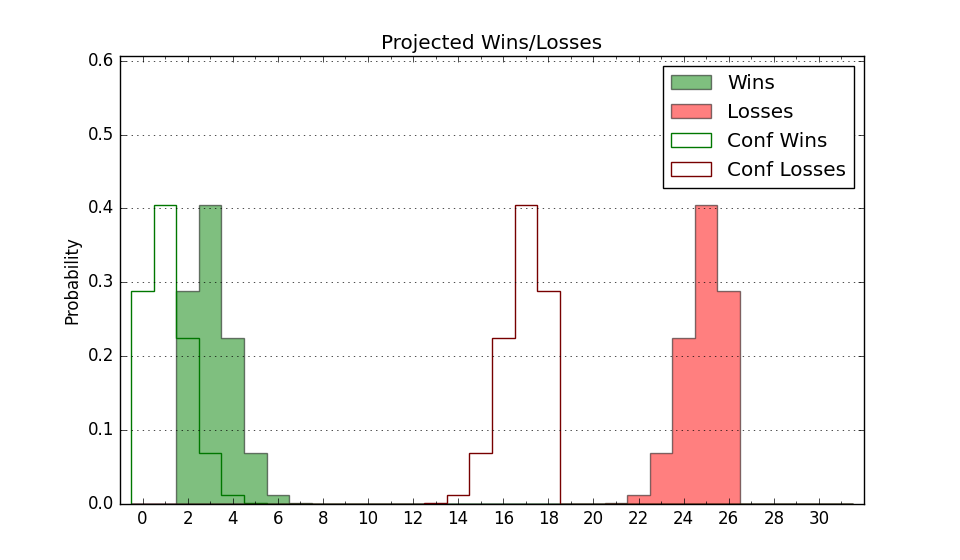 Projected Wins/Losses
0.6
0.5
0.4
0.3
0.2
0.1
0.0
Probability
Wins
Losses
Conf Wins
Conf Losses
0 2 4 6 8 10 12 14 16 18 20 22 24 26 28 30